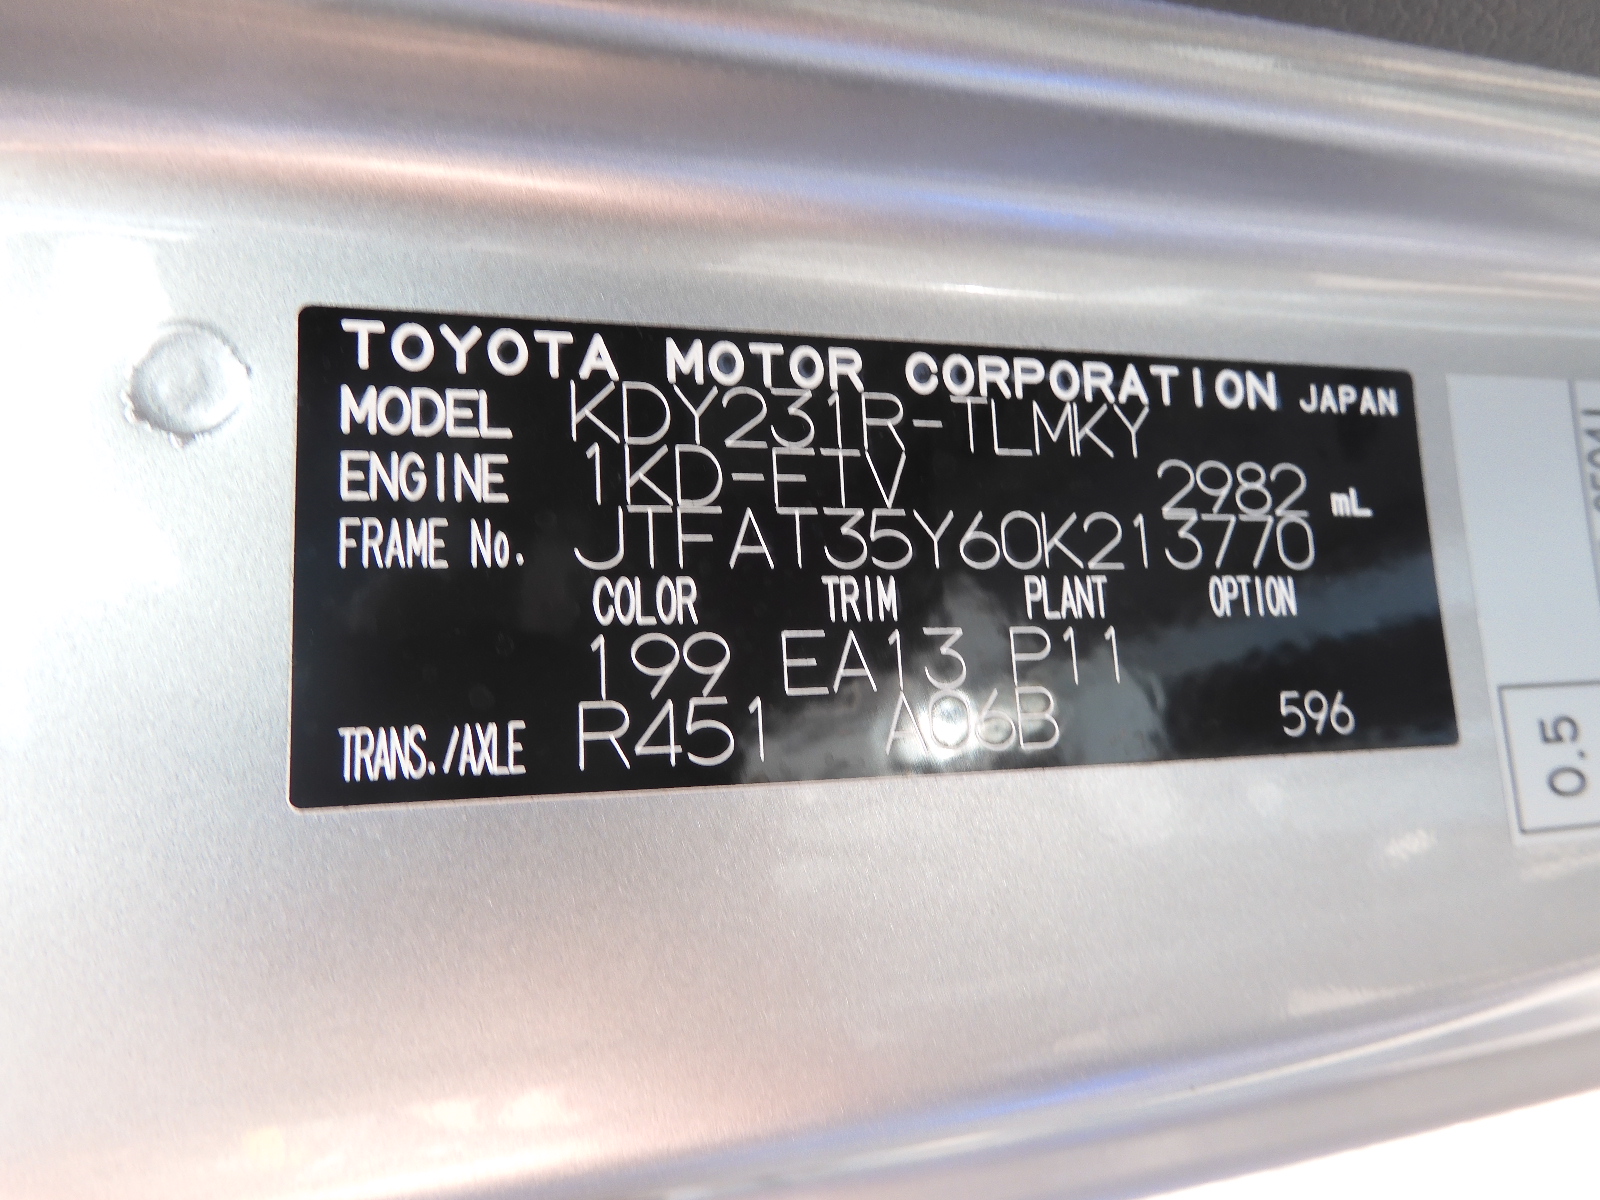 TOYOTA MOTOR CORPORATION JAPAN
MODEL KDY231R-TLMKY
ENGINE 1KD-FTV 2982 mL
FRAME No. JTFAT35Y60K213770
COLOR TRIM PLANT OPTION
199 EA13 P11
TRANS./AXLE R451 A06B 596
0.5